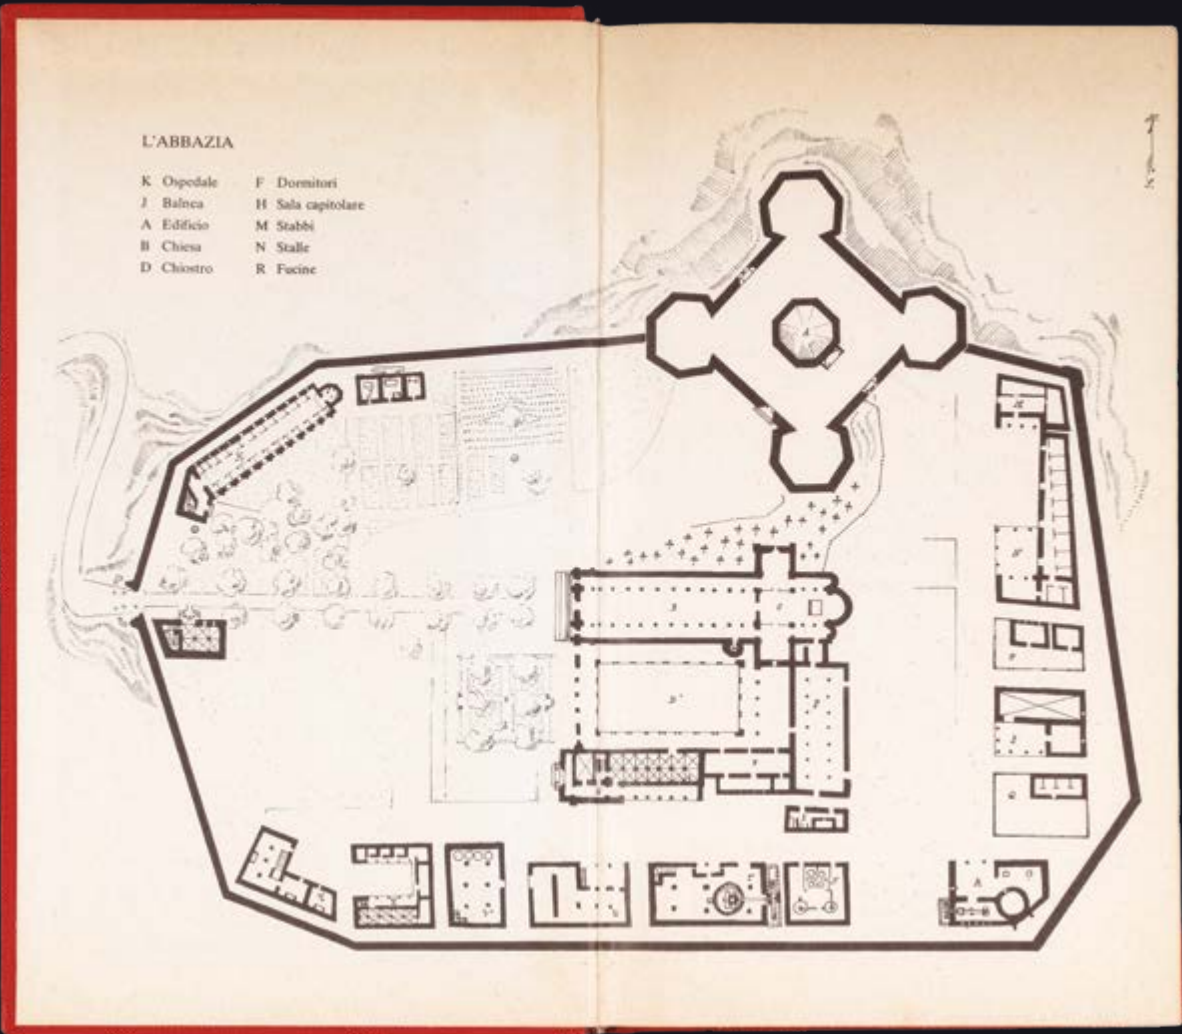 L'ABBAZIA
K Ospedale
J Balnea
A Edificio
B Chiesa
D Chiostro
F Dormitori
H Sala capitolare
M Stabbi
N Stalle
R Fucine
K
A
B
D
F
J
R